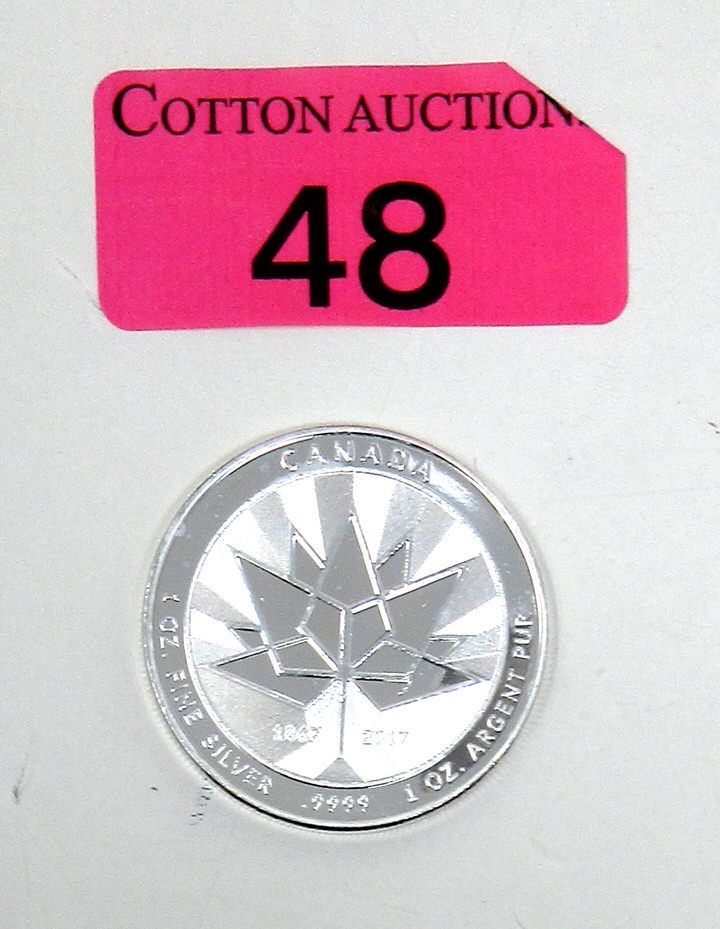 COTTON AUCTION
48
CANADA
1 OZ. FINE SILVER .9999 1 OZ. ARGENT PUR
1867 2017